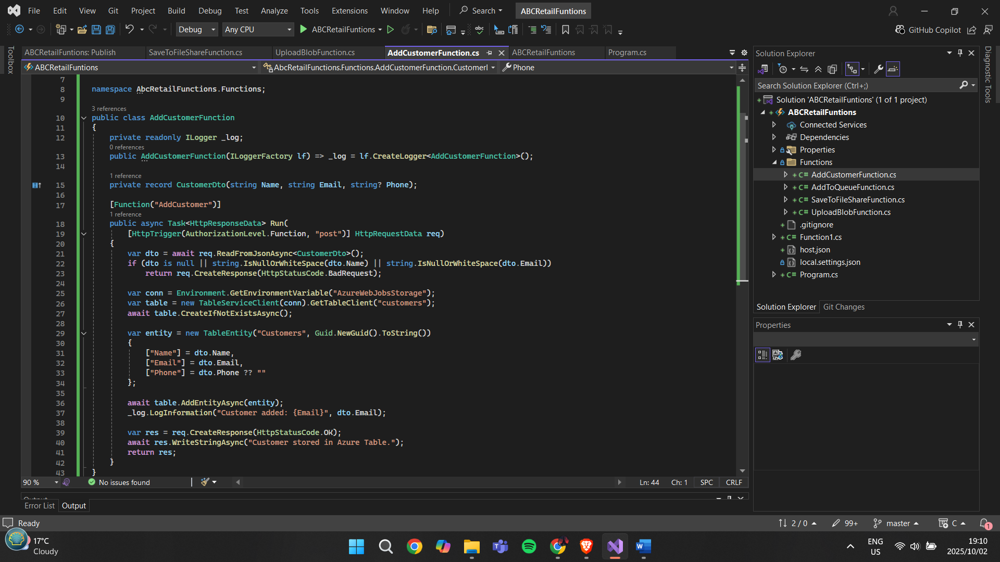 File Edit View Git Project Build Debug Test Analyze Tools Extensions Window Help Search ABCRetailFuntions
Debug Any CPU ABCRetailFuntions GitHub Copilot
Toolbox
ABCRetailFuntions: Publish SaveToFileShareFunction.cs UploadBlobFunction.cs AddCustomerFunction.cs ABCRetailFuntions Program.cs
ABCRetailFuntions AbcRetailFunctions.Functions.AddCustomerFunction.CustomerI Phone
7
8 namespace AbcRetailFunctions.Functions;
9
3 references
10 public class AddCustomerFunction
11 {
12 private readonly ILogger _log;
0 references
13 public AddCustomerFunction(ILoggerFactory lf) => _log = lf.CreateLogger<AddCustomerFunction>();
14
1 reference
15 private record CustomerDto(string Name, string Email, string? Phone);
16
17 [Function("AddCustomer")]
1 reference
18 public async Task<HttpResponseData> Run(
19 [HttpTrigger(AuthorizationLevel.Function, "post")] HttpRequestData req)
20 {
21 var dto = await req.ReadFromJsonAsync<CustomerDto>();
22 if (dto is null || string.IsNullOrWhiteSpace(dto.Name) || string.IsNullOrWhiteSpace(dto.Email))
23 return req.CreateResponse(HttpStatusCode.BadRequest);
24
25 var conn = Environment.GetEnvironmentVariable("AzureWebJobsStorage");
26 var table = new TableServiceClient(conn).GetTableClient("customers");
27 await table.CreateIfNotExistsAsync();
28
29 var entity = new TableEntity("Customers", Guid.NewGuid().ToString())
30 {
31 ["Name"] = dto.Name,
32 ["Email"] = dto.Email,
33 ["Phone"] = dto.Phone ?? ""
34 };
35
36 await table.AddEntityAsync(entity);
37 _log.LogInformation("Customer added: {Email}", dto.Email);
38
39 var res = req.CreateResponse(HttpStatusCode.OK);
40 await res.WriteStringAsync("Customer stored in Azure Table.");
41 return res;
42 }
43 }
90 % No issues found Ln: 44 Ch: 1 SPC CRLF
Output
Error List Output
Solution Explorer
Search Solution Explorer (Ctrl+;)
Solution 'ABCRetailFuntions' (1 of 1 project)
ABCRetailFuntions
Connected Services
Dependencies
Properties
Functions
C# AddCustomerFunction.cs
C# AddToQueueFunction.cs
C# SaveToFileShareFunction.cs
C# UploadBlobFunction.cs
.gitignore
C# Function1.cs
host.json
local.settings.json
C# Program.cs
Solution Explorer Git Changes
Properties
Diagnostic Tools
Ready 2 / 0 99+ master C 1
17°C
Cloudy
ENG
US
19:10
2025/10/02